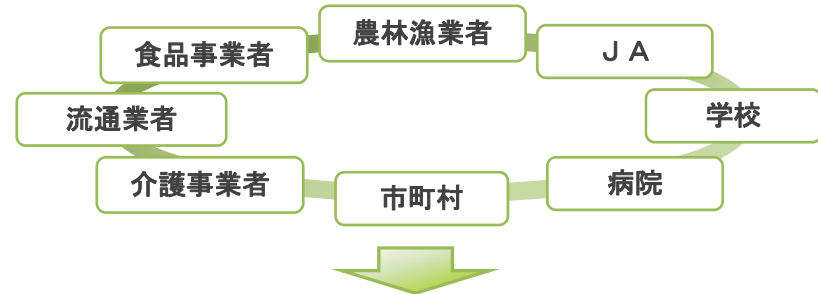 農林漁業者
食品事業者
ＪＡ
流通業者
学校
介護事業者
病院
市町村